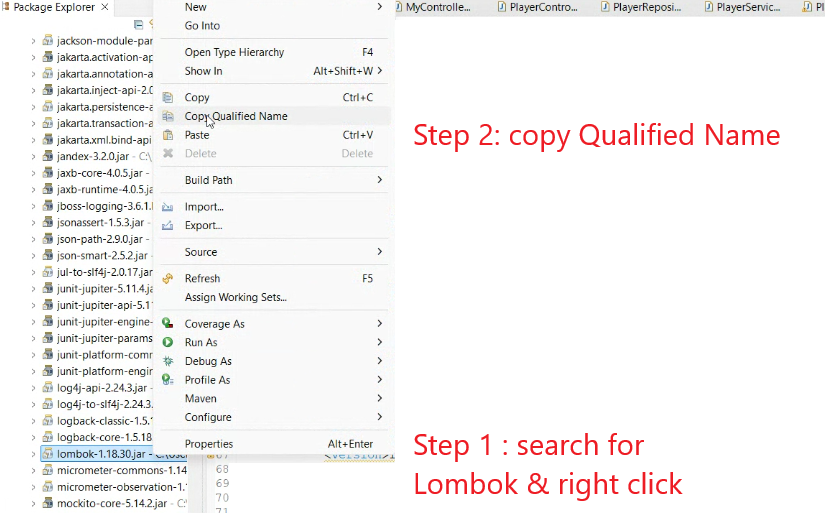 Package Explorer ×
MyControlle...
PlayerContro...
PlayerReposi...
PlayerServic...
jackson-module-par
jakarta.activation-ap
jakarta.annotation-a
jakarta.inject-api-2.0
jakarta.persistence-a
jakarta.transaction-a
jakarta.xml.bind-api
jandex-3.2.0.jar - C:\
jaxb-core-4.0.5.jar -
jaxb-runtime-4.0.5.j
jboss-logging-3.6.1.
jsonassert-1.5.3.jar -
json-path-2.9.0.jar -
json-smart-2.5.2.jar -
jul-to-slf4j-2.0.17.jar
junit-jupiter-5.11.4.j
junit-jupiter-api-5.11
junit-jupiter-engine-
junit-jupiter-params
junit-platform-comm
junit-platform-engin
log4j-api-2.24.3.jar -
log4j-to-slf4j-2.24.3.
logback-classic-1.5.1
logback-core-1.5.18.
lombok-1.18.30.jar - C:\User
micrometer-commons-1.14
micrometer-observation-1.1
mockito-core-5.14.2.jar - C:
New
Go Into
Open Type Hierarchy F4
Show In Alt+Shift+W
Copy Ctrl+C
Copy Qualified Name
Paste Ctrl+V
Delete Delete
Build Path
Import...
Export...
Source
Refresh F5
Assign Working Sets...
Coverage As
Run As
Debug As
Profile As
Maven
Configure
Properties Alt+Enter
67 <version>1
68
69
70
71
Step 2: copy Qualified Name
Step 1 : search for
Lombok & right click